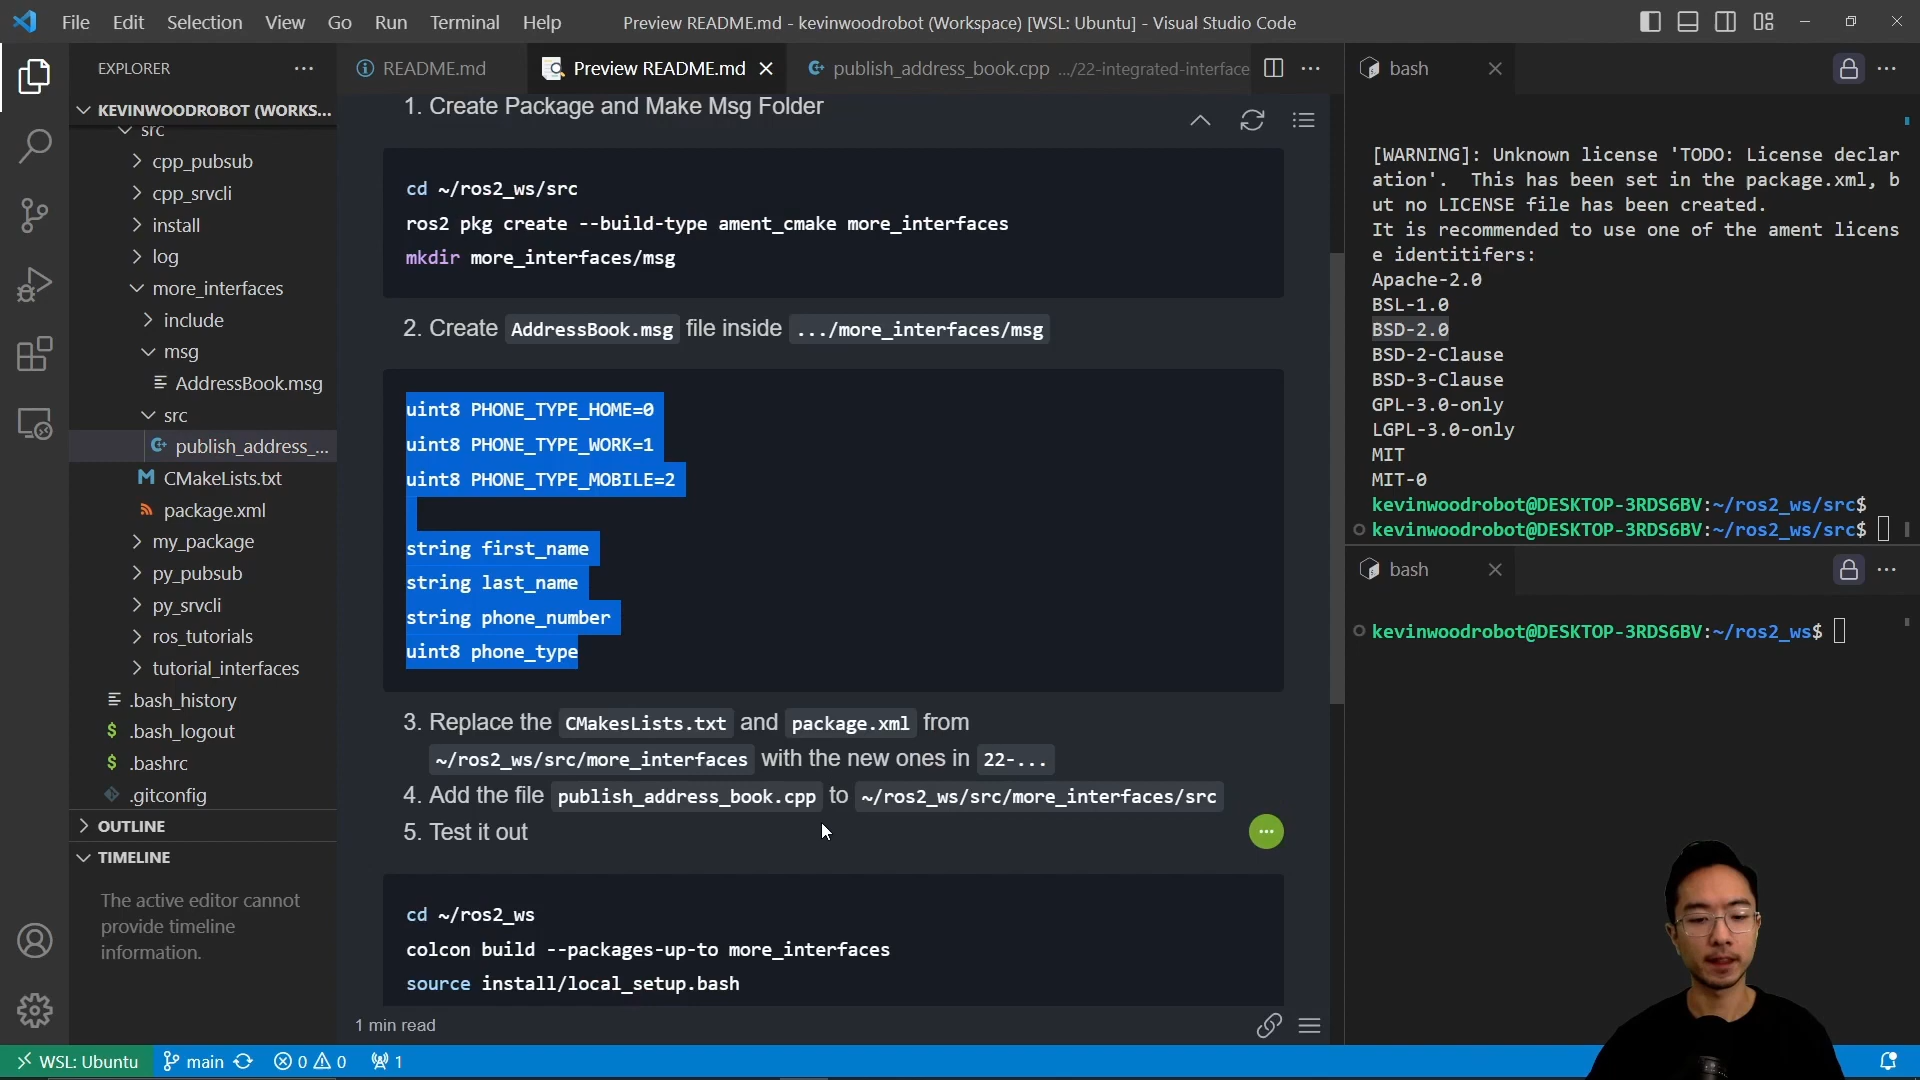 File Edit Selection View Go Run Terminal Help
Preview README.md - kevinwoodrobot (Workspace) [WSL: Ubuntu] - Visual Studio Code
EXPLORER
KEVINWOODROBOT (WORKS...
src
cpp_pubsub
cpp_srvcli
install
log
more_interfaces
include
msg
AddressBook.msg
src
publish_address_...
CMakeLists.txt
package.xml
my_package
py_pubsub
py_srvcli
ros_tutorials
tutorial_interfaces
.bash_history
.bash_logout
.bashrc
.gitconfig
OUTLINE
TIMELINE
The active editor cannot
provide timeline
information.
README.md
Preview README.md
publish_address_book.cpp .../22-integrated-interface
1. Create Package and Make Msg Folder
cd ~/ros2_ws/src
ros2 pkg create --build-type ament_cmake more_interfaces
mkdir more_interfaces/msg
2. Create AddressBook.msg file inside .../more_interfaces/msg
uint8 PHONE_TYPE_HOME=0
uint8 PHONE_TYPE_WORK=1
uint8 PHONE_TYPE_MOBILE=2
string first_name
string last_name
string phone_number
uint8 phone_type
3. Replace the CMakesLists.txt and package.xml from
~/ros2_ws/src/more_interfaces with the new ones in 22-...
4. Add the file publish_address_book.cpp to ~/ros2_ws/src/more_interfaces/src
5. Test it out
cd ~/ros2_ws
colcon build --packages-up-to more_interfaces
source install/local_setup.bash
1 min read
bash
[WARNING]: Unknown license 'TODO: License declar
ation'.  This has been set in the package.xml, b
ut no LICENSE file has been created.
It is recommended to use one of the ament licens
e identitifers:
Apache-2.0
BSL-1.0
BSD-2.0
BSD-2-Clause
BSD-3-Clause
GPL-3.0-only
LGPL-3.0-only
MIT
MIT-0
kevinwoodrobot@DESKTOP-3RDS6BV:~/ros2_ws/src$
kevinwoodrobot@DESKTOP-3RDS6BV:~/ros2_ws/src$
bash
kevinwoodrobot@DESKTOP-3RDS6BV:~/ros2_ws$
WSL: Ubuntu main 0 0 1